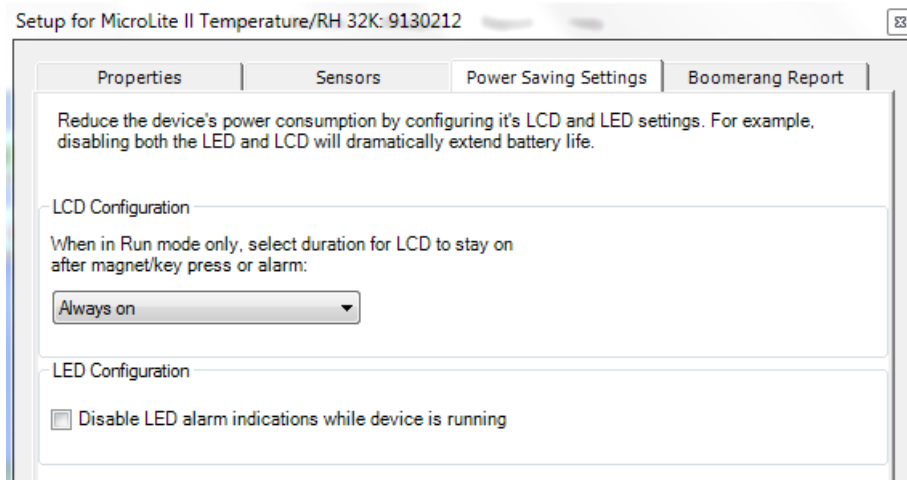 Setup for MicroLite II Temperature/RH 32K: 9130212
Properties Sensors Power Saving Settings Boomerang Report
Reduce the device's power consumption by configuring it's LCD and LED settings. For example,
disabling both the LED and LCD will dramatically extend battery life.
LCD Configuration
When in Run mode only, select duration for LCD to stay on
after magnet/key press or alarm:
Always on
LED Configuration
Disable LED alarm indications while device is running